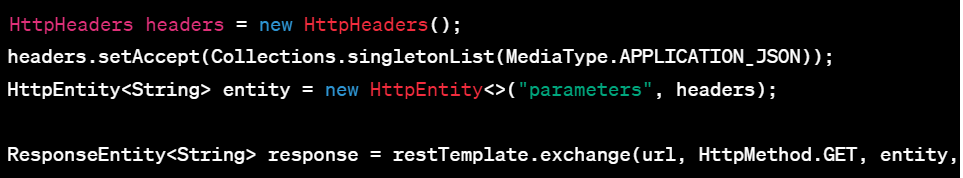 HttpHeaders headers = new HttpHeaders();
headers.setAccept(Collections.singletonList(MediaType.APPLICATION_JSON));
HttpEntity<String> entity = new HttpEntity<>("parameters", headers);
ResponseEntity<String> response = restTemplate.exchange(url, HttpMethod.GET, entity,